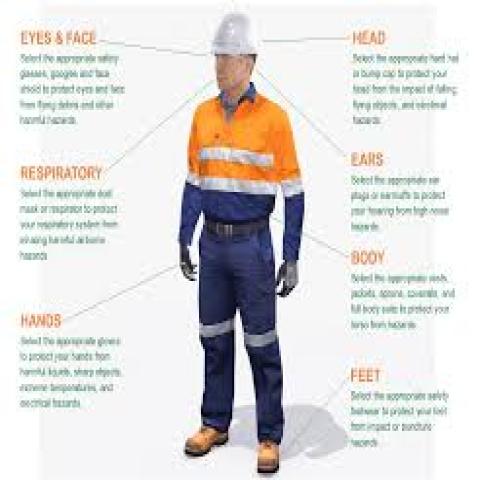 EYES & FACE
Select the appropriate safety
glasses, googles and face
shield to protect eyes and face
from flying debris and other
harmful hazards.
RESPIRATORY
Select the appropriate dust
mask or respirator to protect
your respiratory system from
inhaling harmful airborne
hazards
HANDS
Select the appropriate gloves
to protect your hands from
harmful liquids, sharp objects,
extreme temperatures, and
electrical hazards.
HEAD
Select the appropriate hard hat
or bump cap to protect your
head from the impact of falling,
flying objects, and electrical
hazards.
EARS
Select the appropriate ear
plugs or earmuffs to protect
your hearing from high noise
hazards.
BODY
Select the appropriate vests,
jackets, aprons, coveralls, and
full body suits to protect your
torso from hazards.
FEET
Select the appropriate safety
footwear to protect your feet
from impact or puncture
hazards